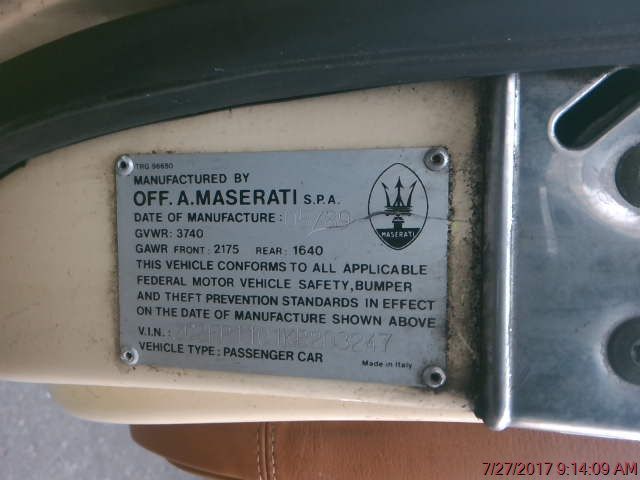 TRG 96650
MANUFACTURED BY
OFF. A. MASERATI S.P.A.
DATE OF MANUFACTURE:
GVWR: 3740
GAWR FRONT: 2175 REAR: 1640
THIS VEHICLE CONFORMS TO ALL APPLICABLE
FEDERAL MOTOR VEHICLE SAFETY, BUMPER
AND THEFT PREVENTION STANDARDS IN EFFECT
ON THE DATE OF MANUFACTURE SHOWN ABOVE
V.I.N.:
VEHICLE TYPE: PASSENGER CAR
Made in Italy
MASERATI
7/27/2017 9:14:09 AM